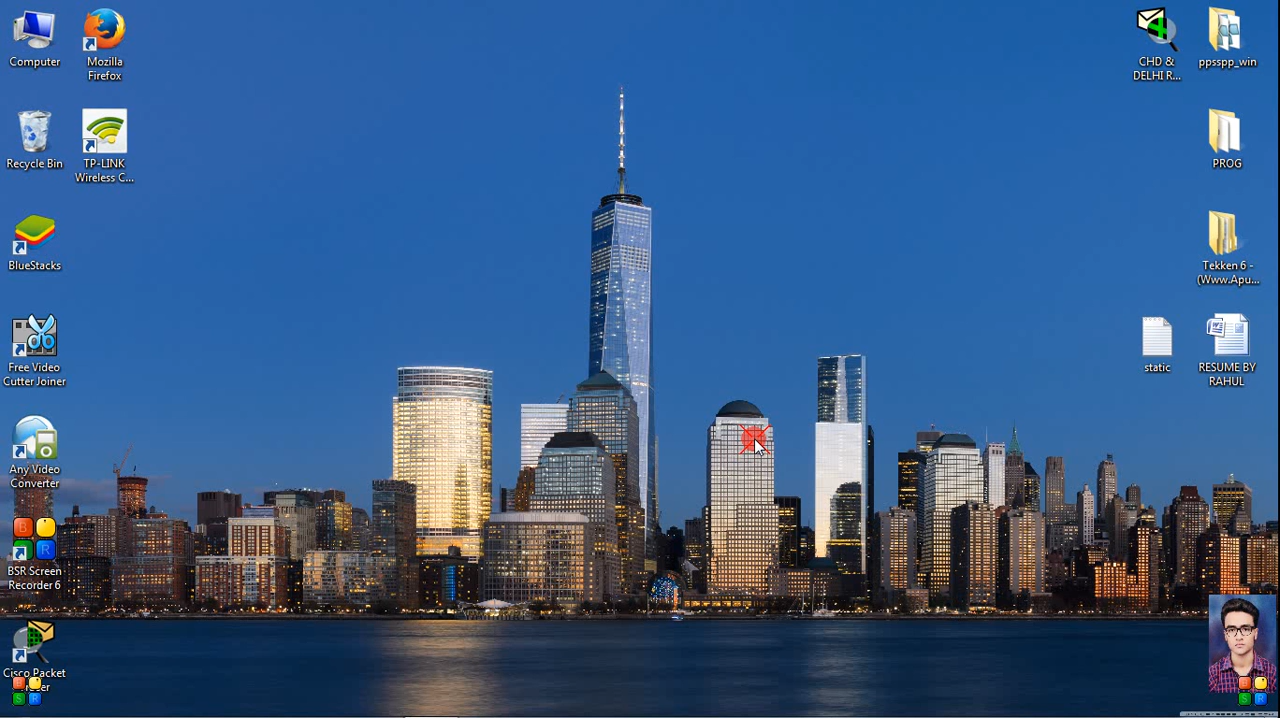 Computer
Mozilla
Firefox
CHD &
DELHI R...
ppsspp_win
Recycle Bin
TP-LINK
Wireless C...
PROG
BlueStacks
Tekken 6 -
(Www.Apu...
Free Video
Cutter Joiner
static
RESUME BY
RAHUL
Any Video
Converter
B
S R
BSR Screen
Recorder 6
Cisco Packet
B
S R
B
S R